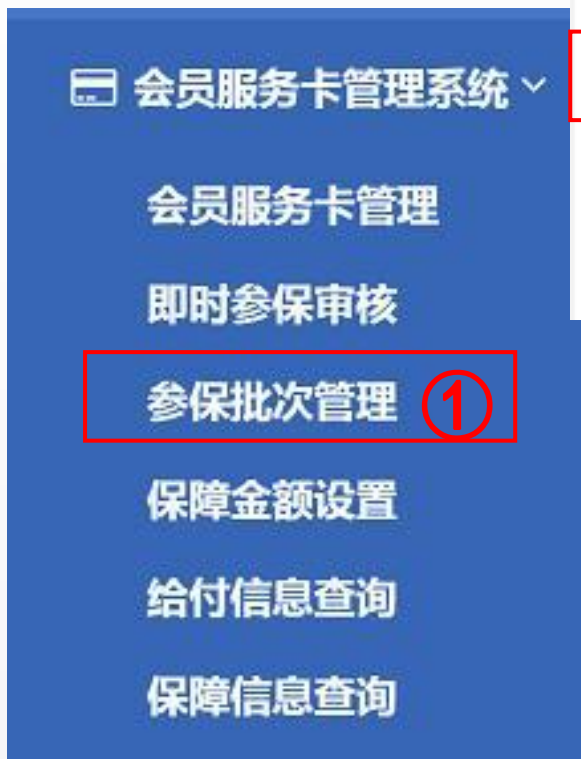 会员服务卡管理系统
会员服务卡管理
即时参保审核
参保批次管理 ①
保障金额设置
给付信息查询
保障信息查询